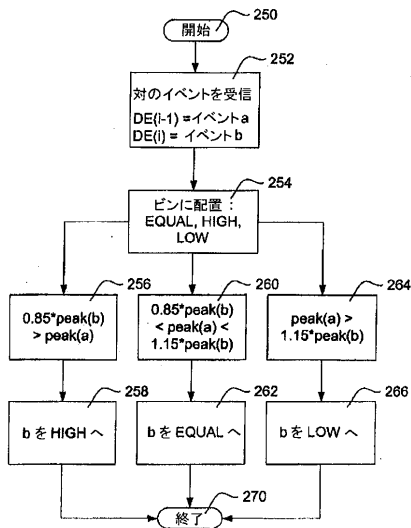 開始
250
252
対のイベントを受信
DE(i-1) =イベントa
DE(i) = イベントb
254
ビンに配置 :
EQUAL, HIGH,
LOW
256
0.85*peak(b)
> peak(a)
260
0.85*peak(b)
< peak(a) <
1.15*peak(b)
264
peak(a) >
1.15*peak(b)
258
b を HIGH へ
262
b を EQUAL へ
266
b を LOW へ
270
終了